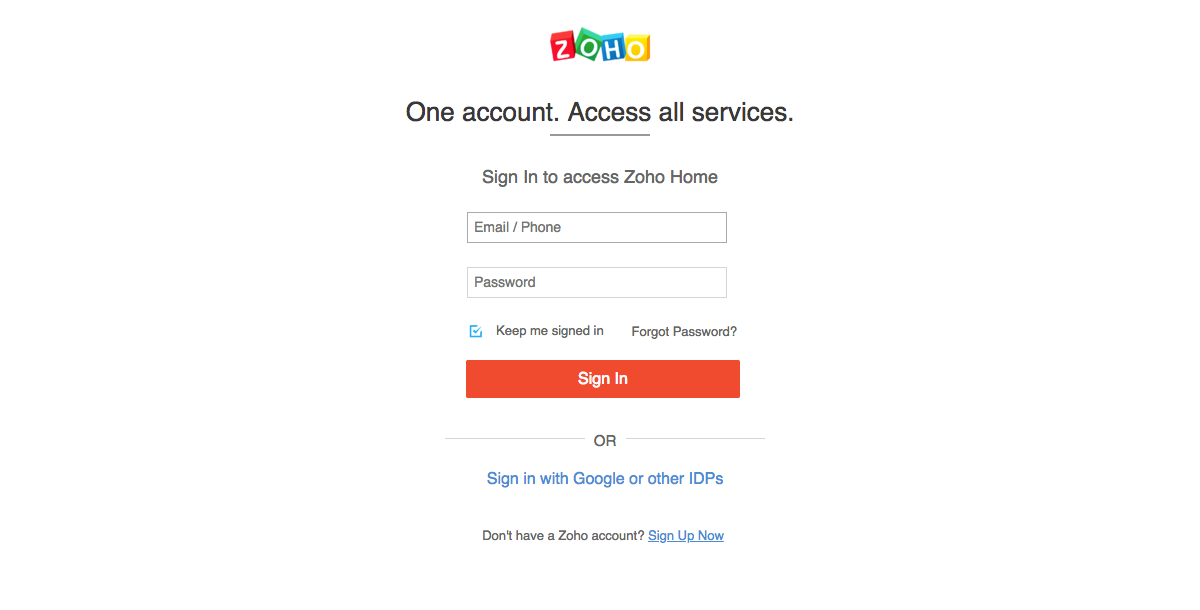 ZOHO
One account. Access all services.
Sign In to access Zoho Home
Email / Phone
Password
Keep me signed in Forgot Password?
Sign In
OR
Sign in with Google or other IDPs
Don't have a Zoho account? Sign Up Now